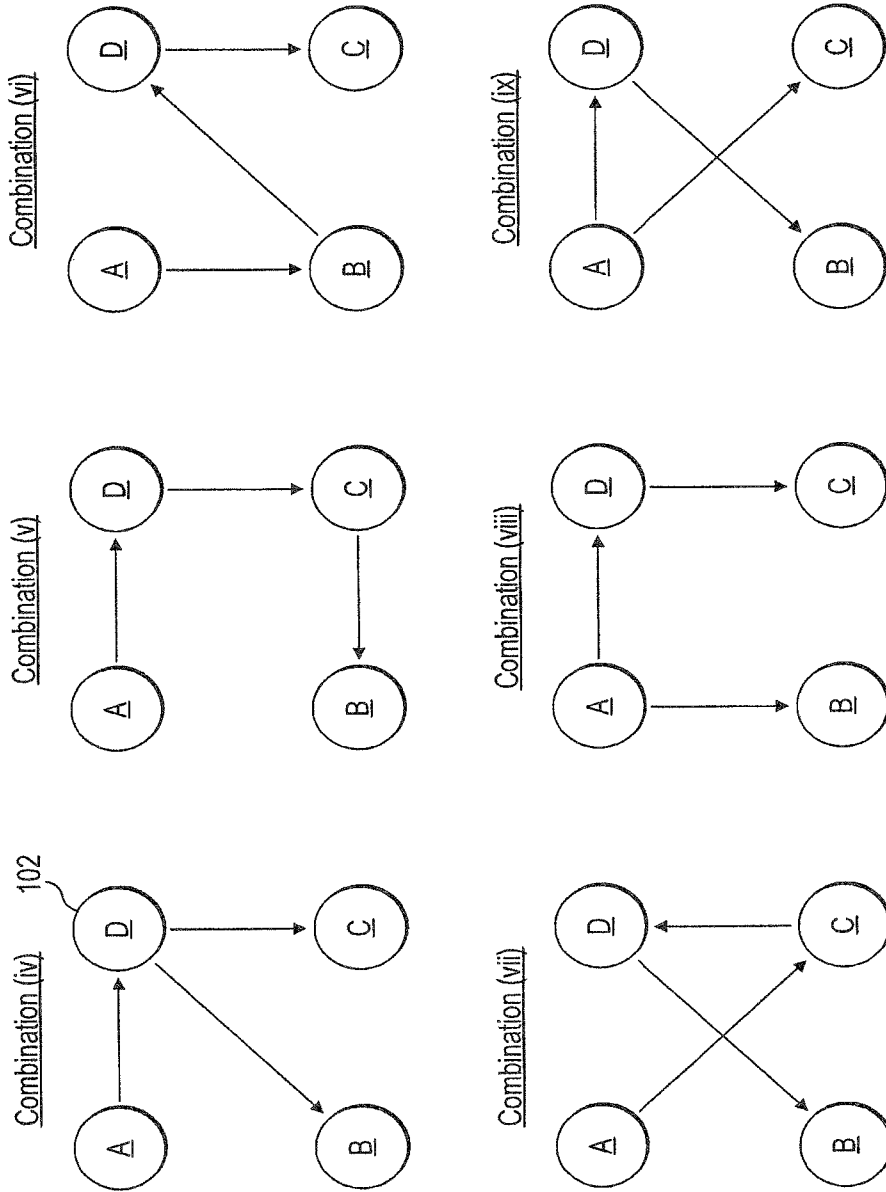 Combination (iv)
102
Combination (v)
Combination (vi)
A D A D A D
B C B C B C
Combination (vii)
Combination (viii)
Combination (ix)
A D A D A D
B C B C B C